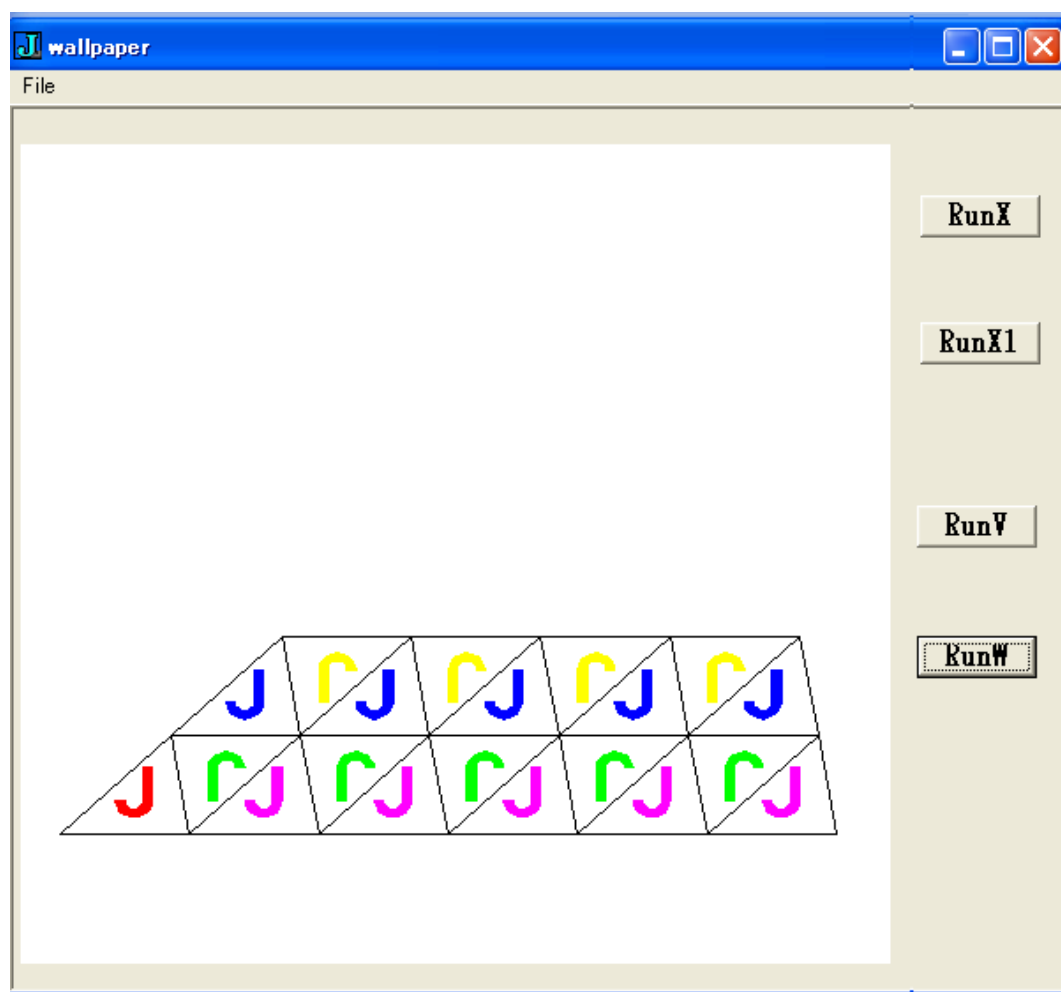 J wallpaper
File
RunX
RunX1
RunV
RunW
J J J J J
J J J J J J